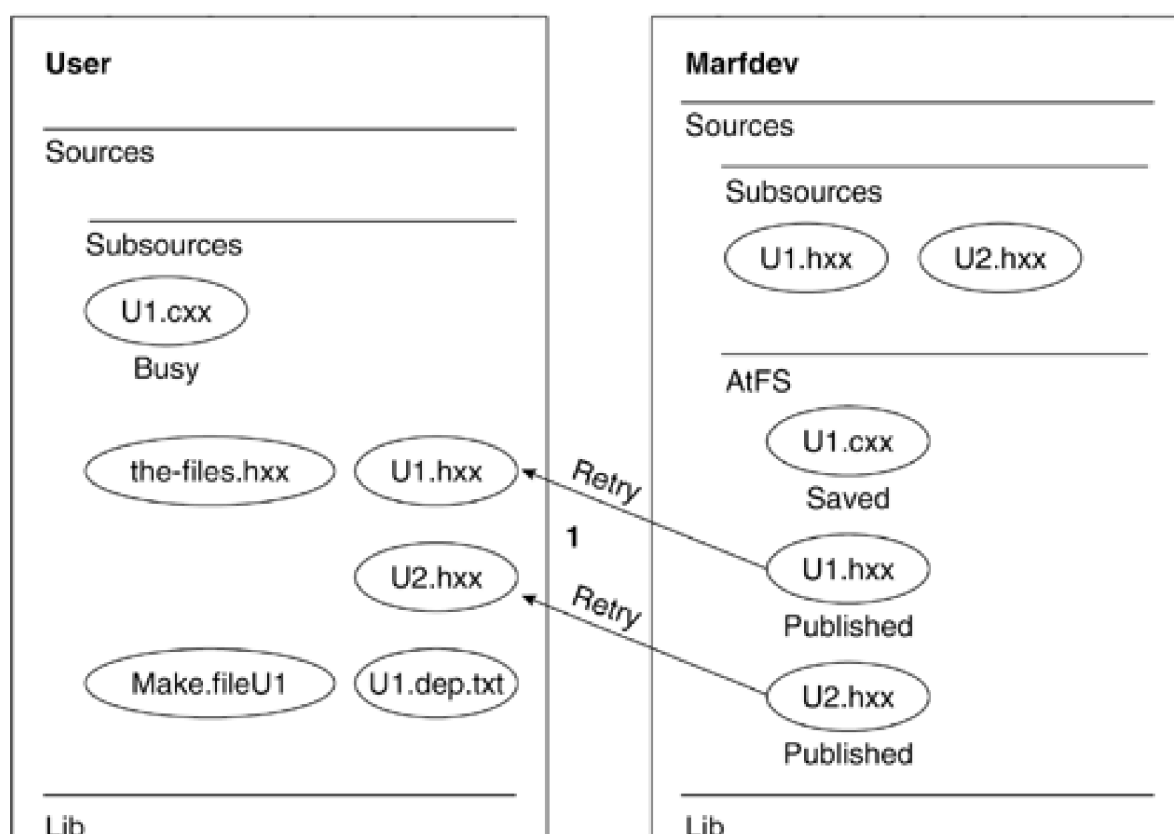 User
Sources
Subsources
U1.cxx
Busy
the-files.hxx
U1.hxx
U2.hxx
Make.fileU1
U1.dep.txt
Lib
Retry
1
Retry
Marfdev
Sources
Subsources
U1.hxx
U2.hxx
AtFS
U1.cxx
Saved
U1.hxx
Published
U2.hxx
Published
Lib